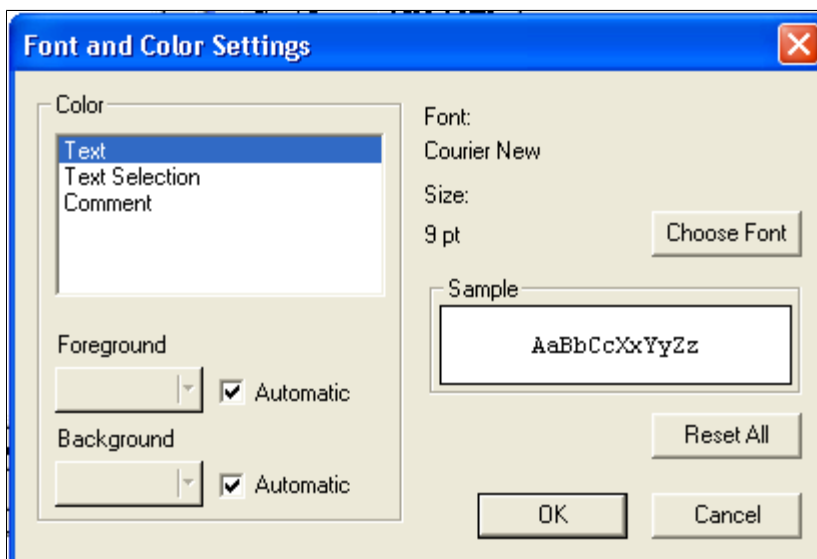 Font and Color Settings
Color
Text
Text Selection
Comment
Foreground
Automatic
Background
Automatic
Font:
Courier New
Size:
9 pt
Choose Font
Sample
AaBbCcXxYyZz
Reset All
OK
Cancel